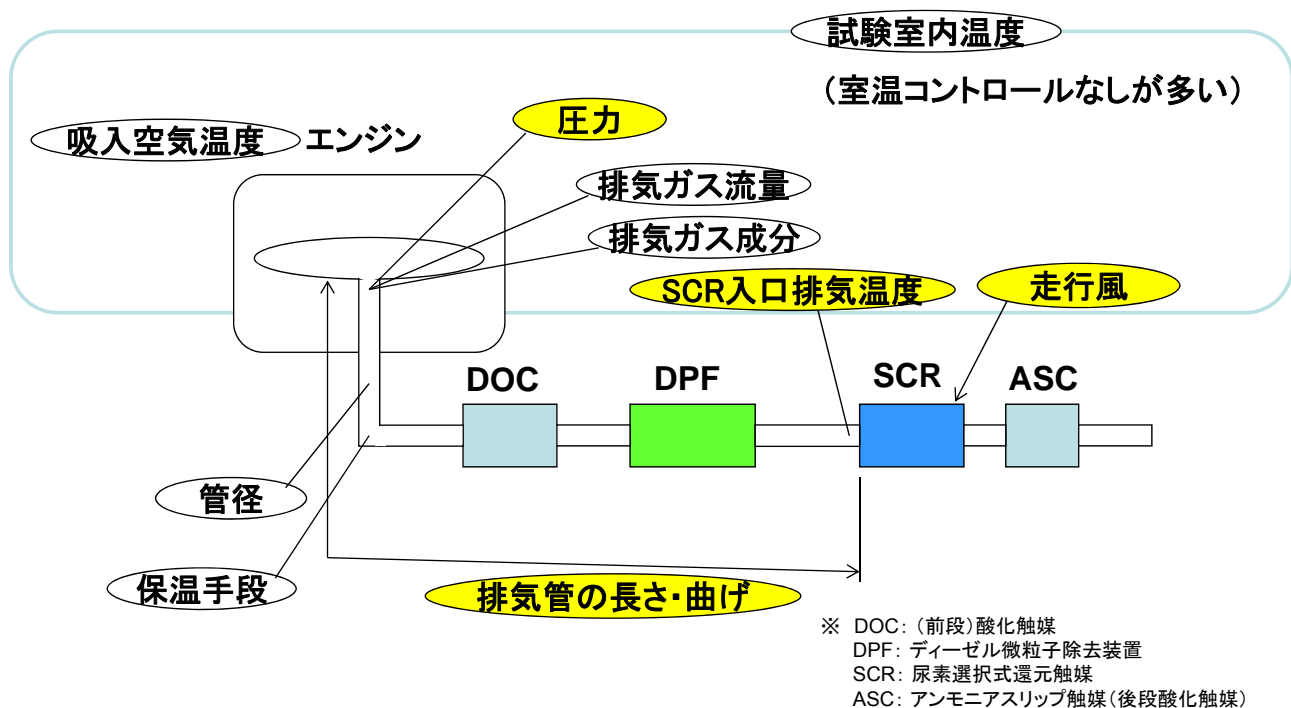 試験室内温度
（室温コントロールなしが多い）
圧力
吸入空気温度 エンジン
排気ガス流量
排気ガス成分
SCR入口排気温度
走行風
DOC
DPF
SCR
ASC
管径
保温手段
排気管の長さ・曲げ
※ DOC：（前段）酸化触媒
DPF： ディーゼル微粒子除去装置
SCR： 尿素選択式還元触媒
ASC： アンモニアスリップ触媒（後段酸化触媒）